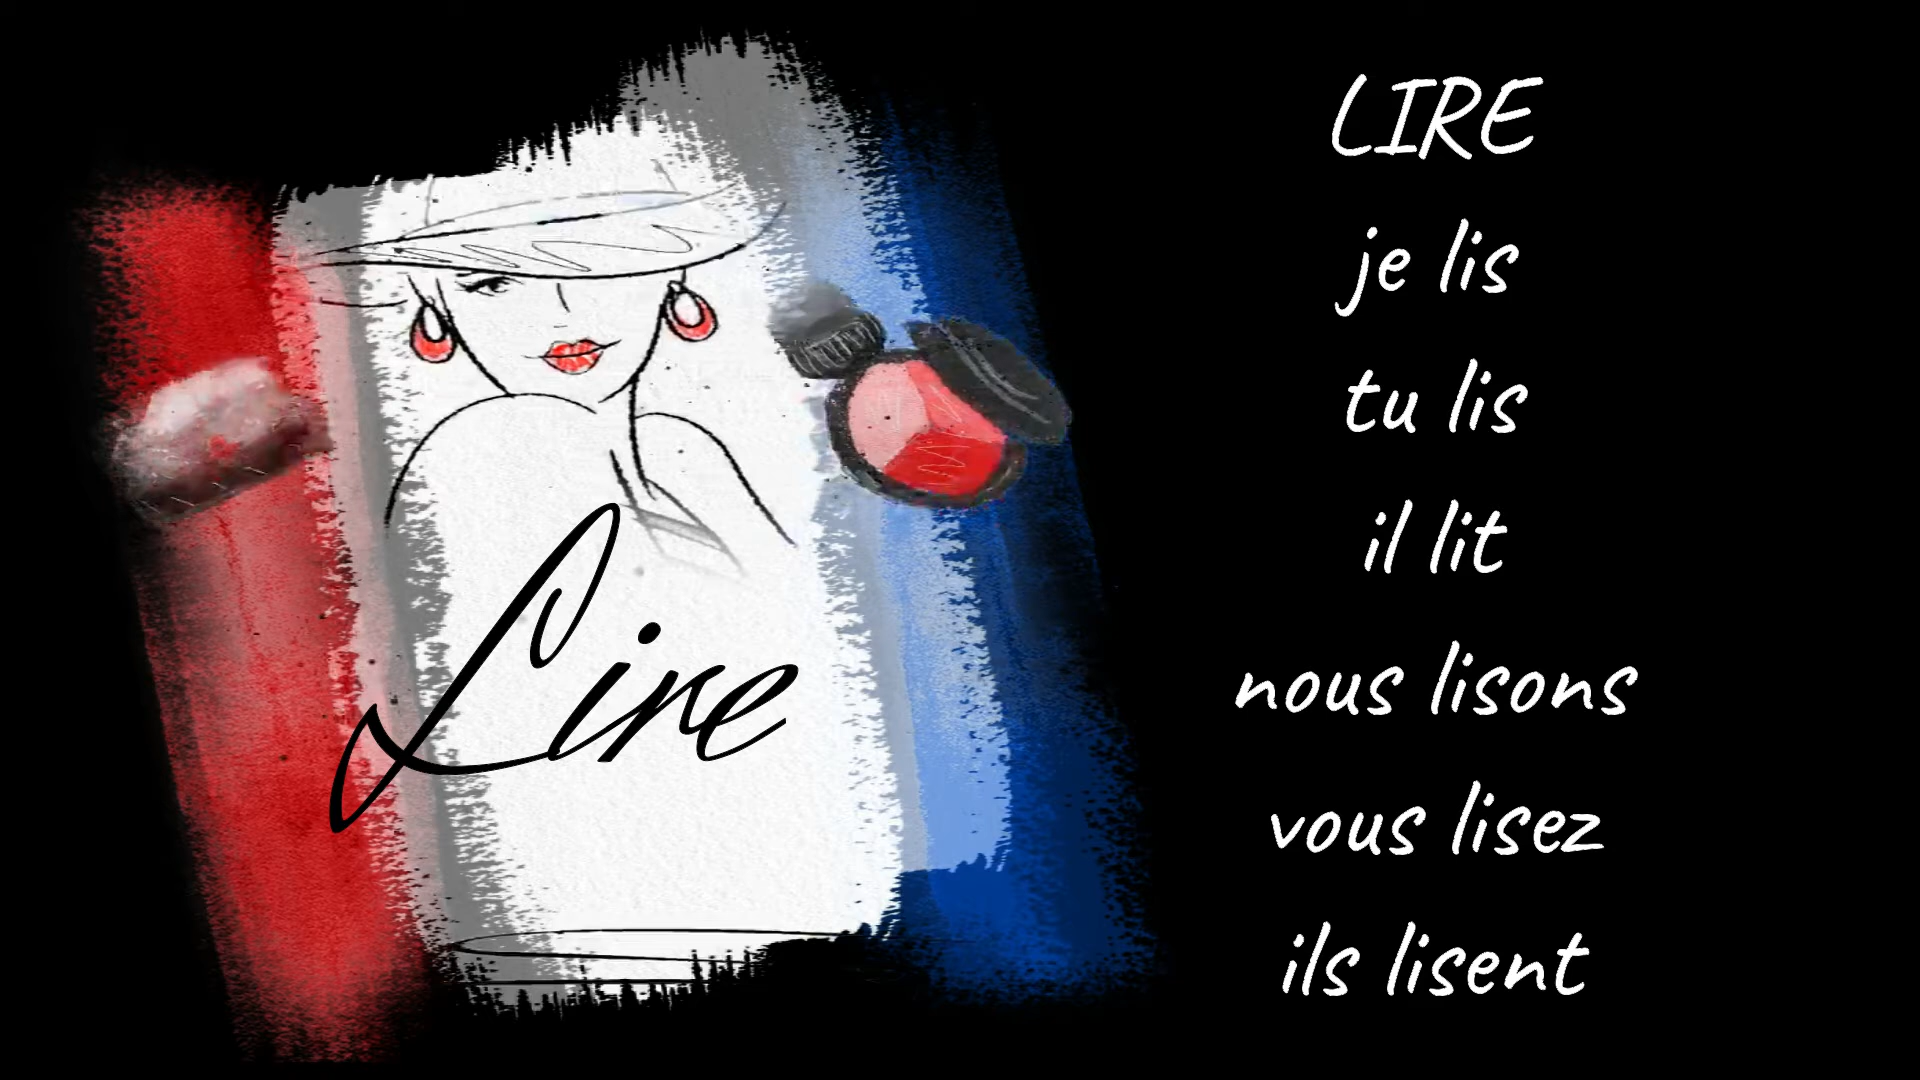 Lire
LIRE
je lis
tu lis
il lit
nous lisons
vous lisez
ils lisent